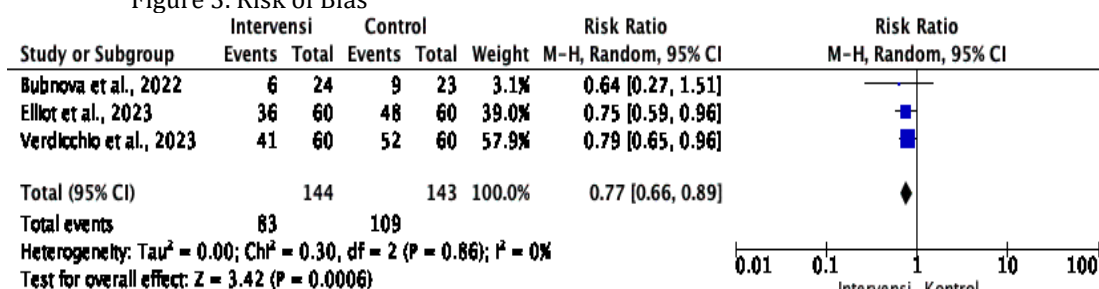 Figure 3. Risk of Bias
Intervensi Control Risk Ratio Risk Ratio
Study or Subgroup Events Total Events Total Weight M-H, Random, 95% CI M-H, Random, 95% CI
Bubnova et al., 2022 6 24 9 23 3.1% 0.64 [0.27, 1.51]
Elliot et al., 2023 36 60 48 60 39.0% 0.75 [0.59, 0.96]
Verdicchio et al., 2023 41 60 52 60 57.9% 0.79 [0.65, 0.96]
Total (95% CI) 144 143 100.0% 0.77 [0.66, 0.89]
Total events 83 109
Heterogeneity: Tau² = 0.00; Chi² = 0.30, df = 2 (P = 0.86); I² = 0%
Test for overall effect: Z = 3.42 (P = 0.0006)
0.01 0.1 1 10 100
Intervensi Kontrol